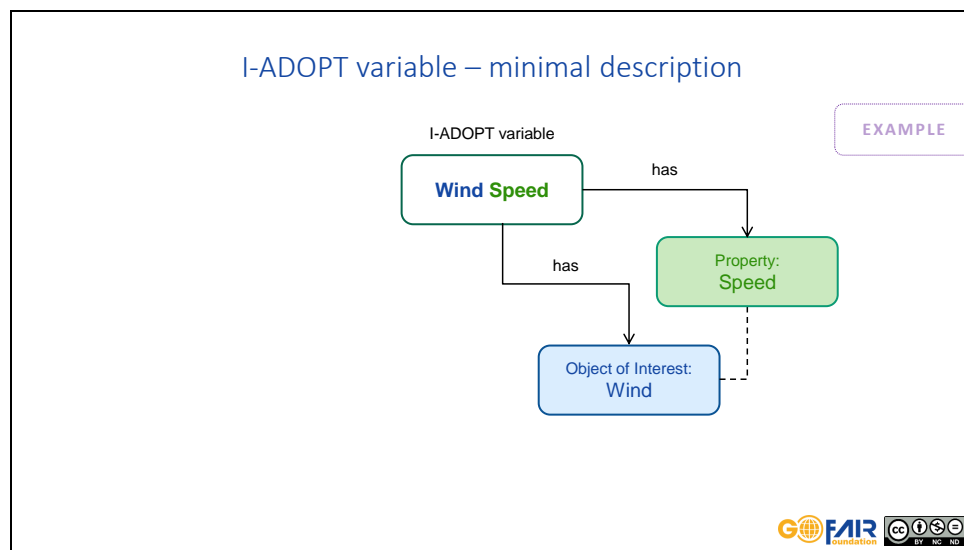 I-ADOPT variable – minimal description
EXAMPLE
I-ADOPT variable
Wind Speed
has
has
Property:
Speed
Object of Interest:
Wind
GO FAIR
Foundation
CC BY NC ND